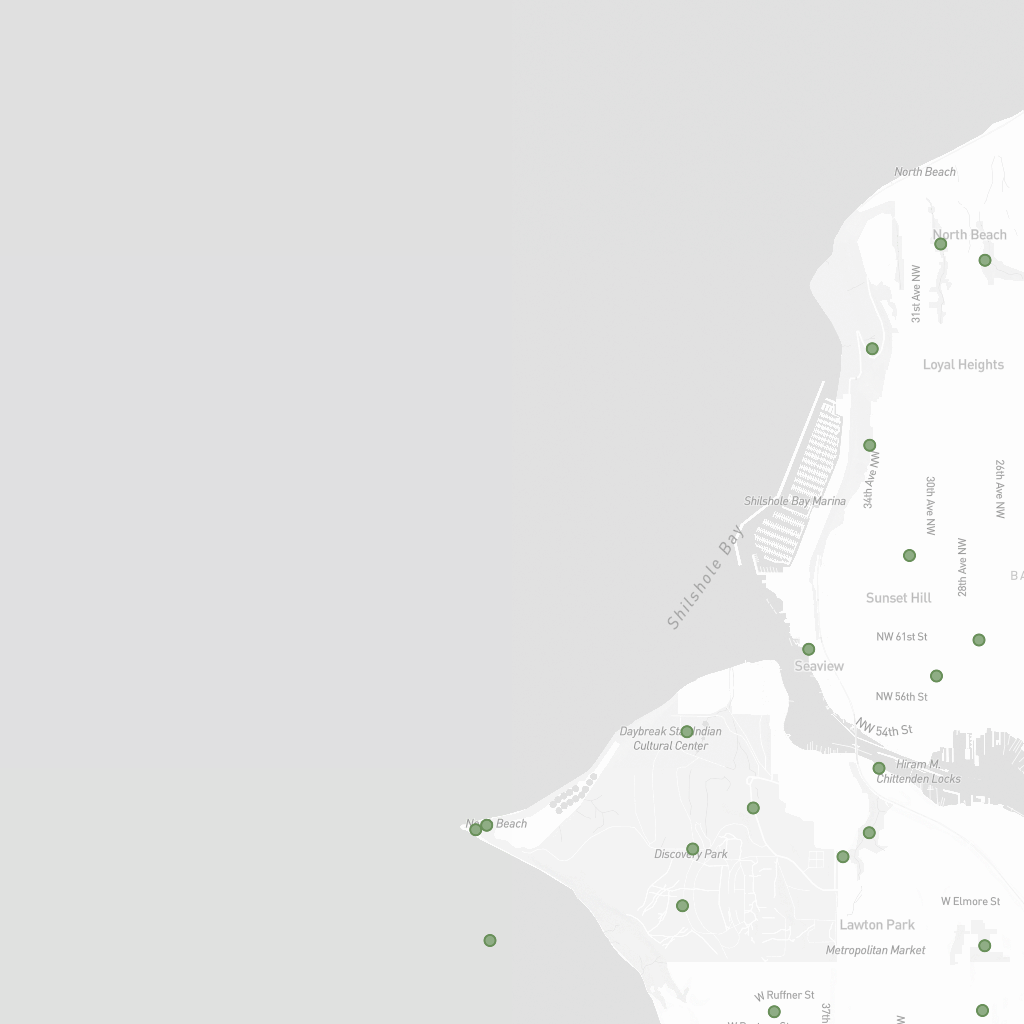 North Beach
North Beach
31st Ave NW
Loyal Heights
34th Ave NW
30th Ave NW
26th Ave NW
Shilshole Bay Marina
Shilshole Bay
28th Ave NW
BA
Sunset Hill
NW 61st St
Seaview
NW 56th St
NW 54th St
Daybreak Star Indian
Cultural Center
Hiram M.
Chittenden Locks
North Beach
Discovery Park
W Elmore St
Lawton Park
Metropolitan Market
W Ruffner St
37th
W